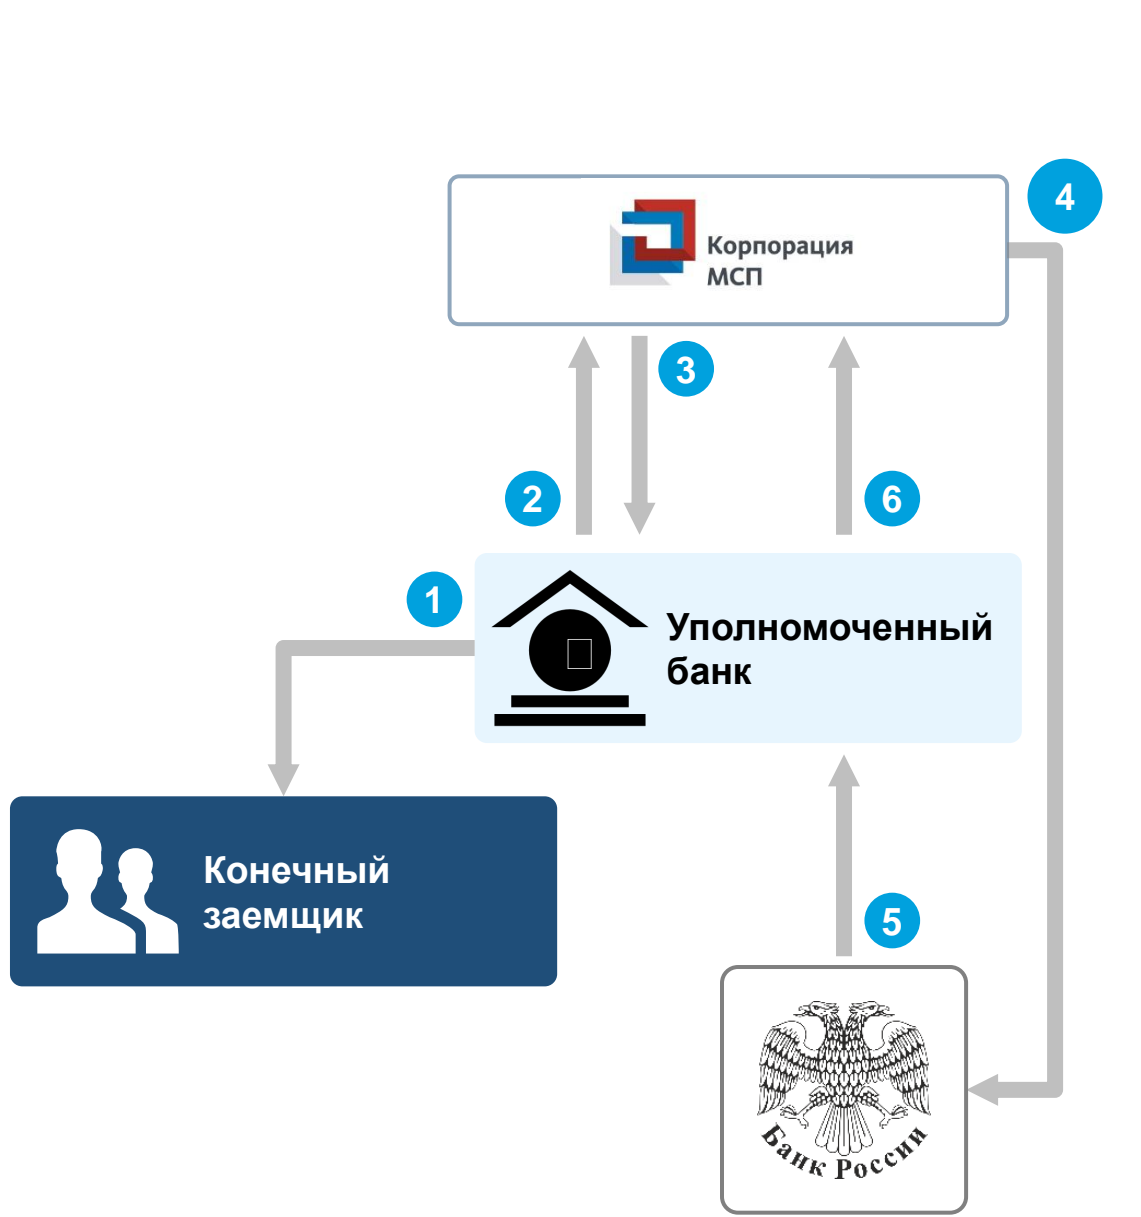 4
Корпорация
МСП
3
2
6
1
Уполномоченный
банк
Конечный
заемщик
5
Банк России